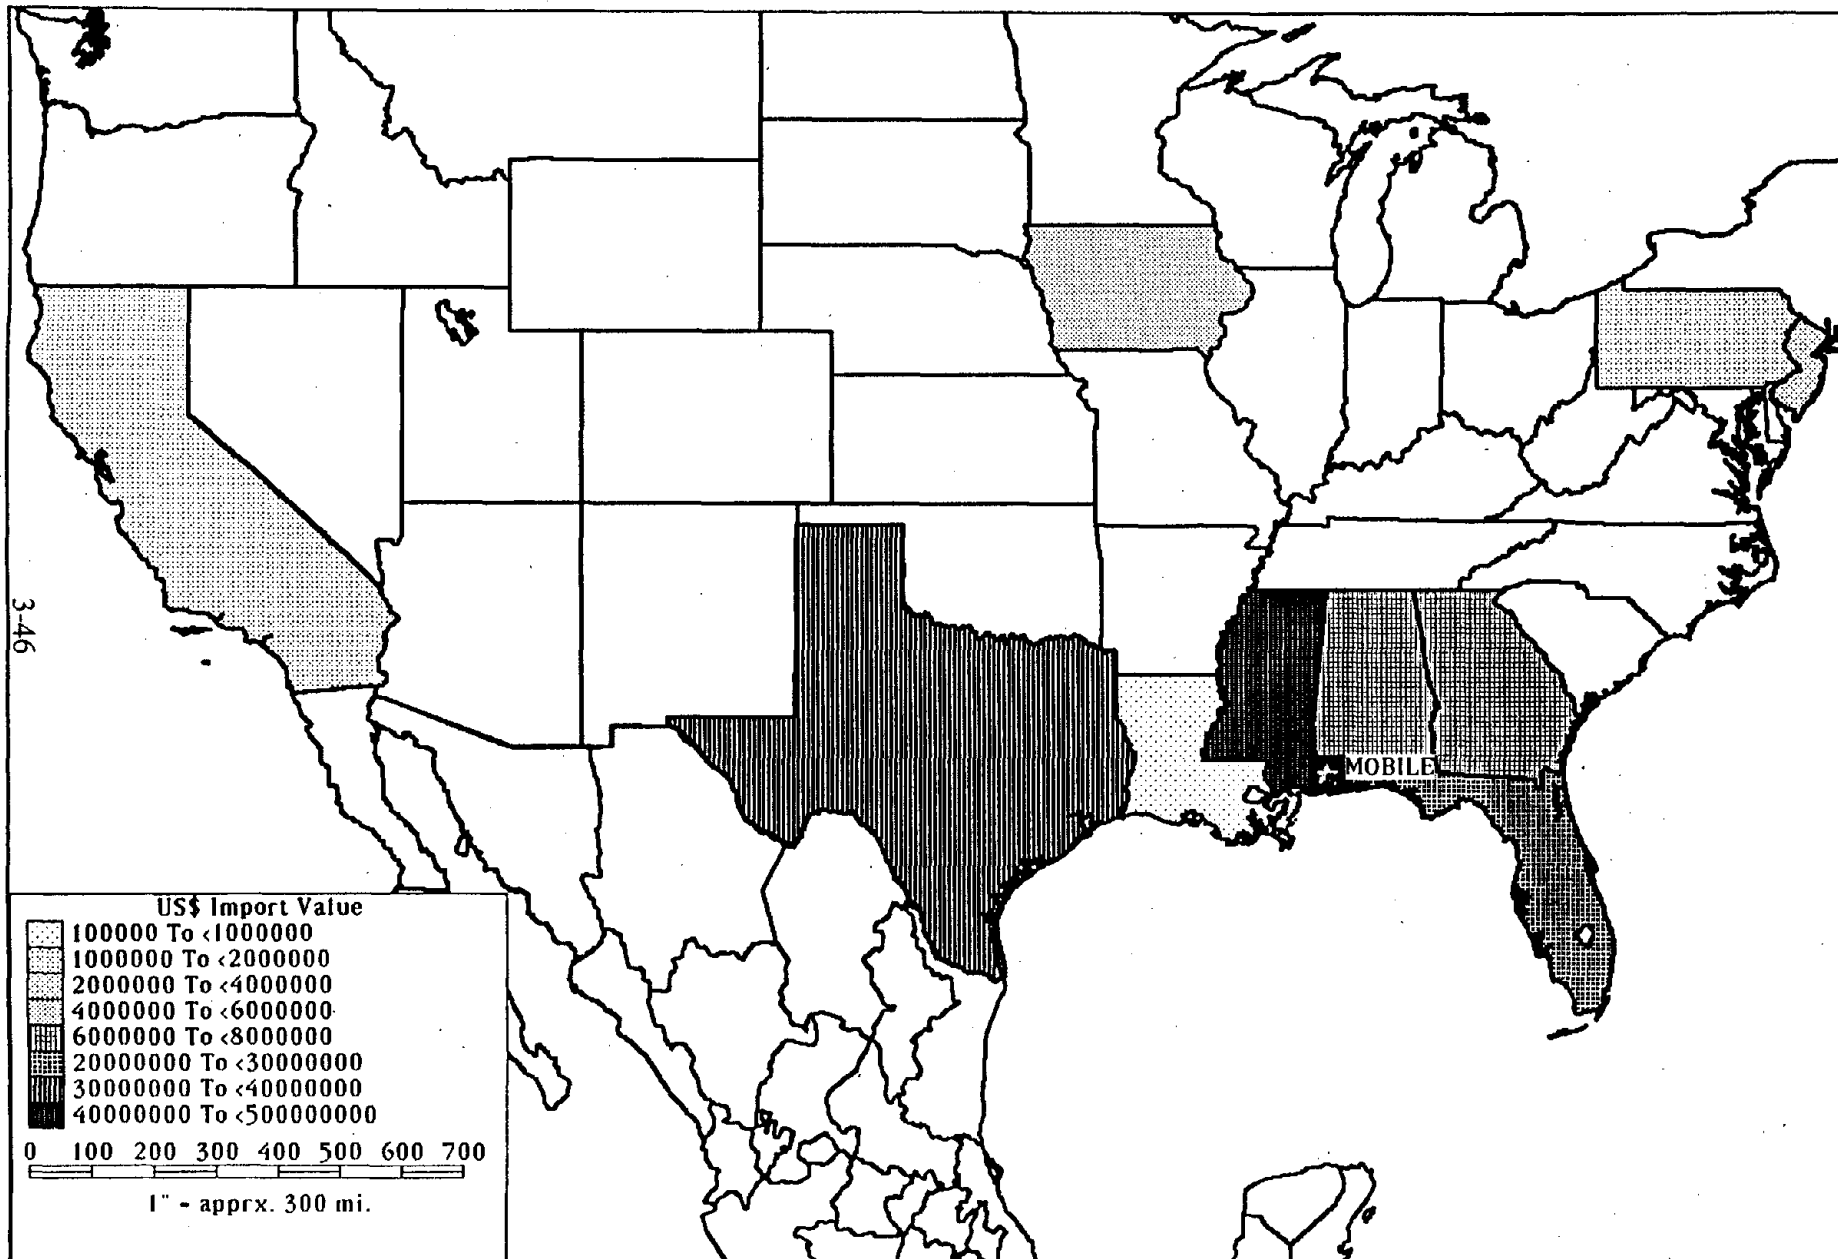 3-46
MOBILE
US$ Import Value
100000 To <1000000
1000000 To <2000000
2000000 To <4000000
4000000 To <6000000
6000000 To <8000000
20000000 To <30000000
30000000 To <40000000
40000000 To <500000000
0 100 200 300 400 500 600 700
1" - apprx. 300 mi.